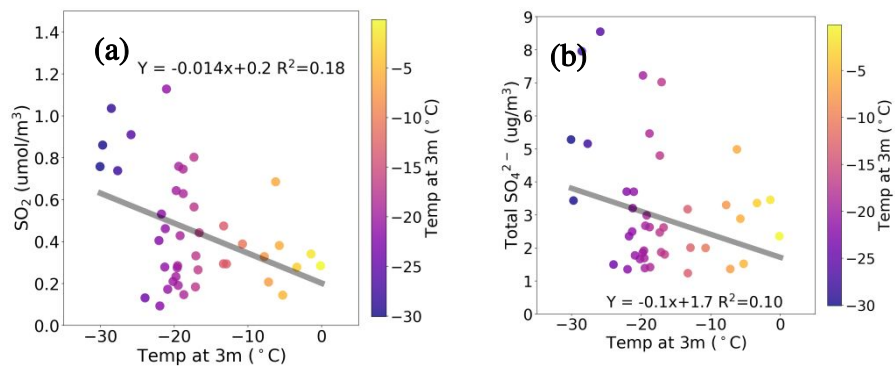 (a)
Y = -0.014x+0.2 R²=0.18
SO₂ (umol/m³)
1.4
1.2
1.0
0.8
0.6
0.4
0.2
0.0
−30 −20 −10 0
Temp at 3m (°C)
−5
−10
−15
−20
−25
−30
Temp at 3m (°C)
(b)
Total SO₄²⁻ (ug/m³)
9
8
7
6
5
4
3
2
1
0
Y = -0.1x+1.7 R²=0.10
−30 −20 −10 0
Temp at 3m (°C)
−5
−10
−15
−20
−25
−30
Temp at 3m (°C)